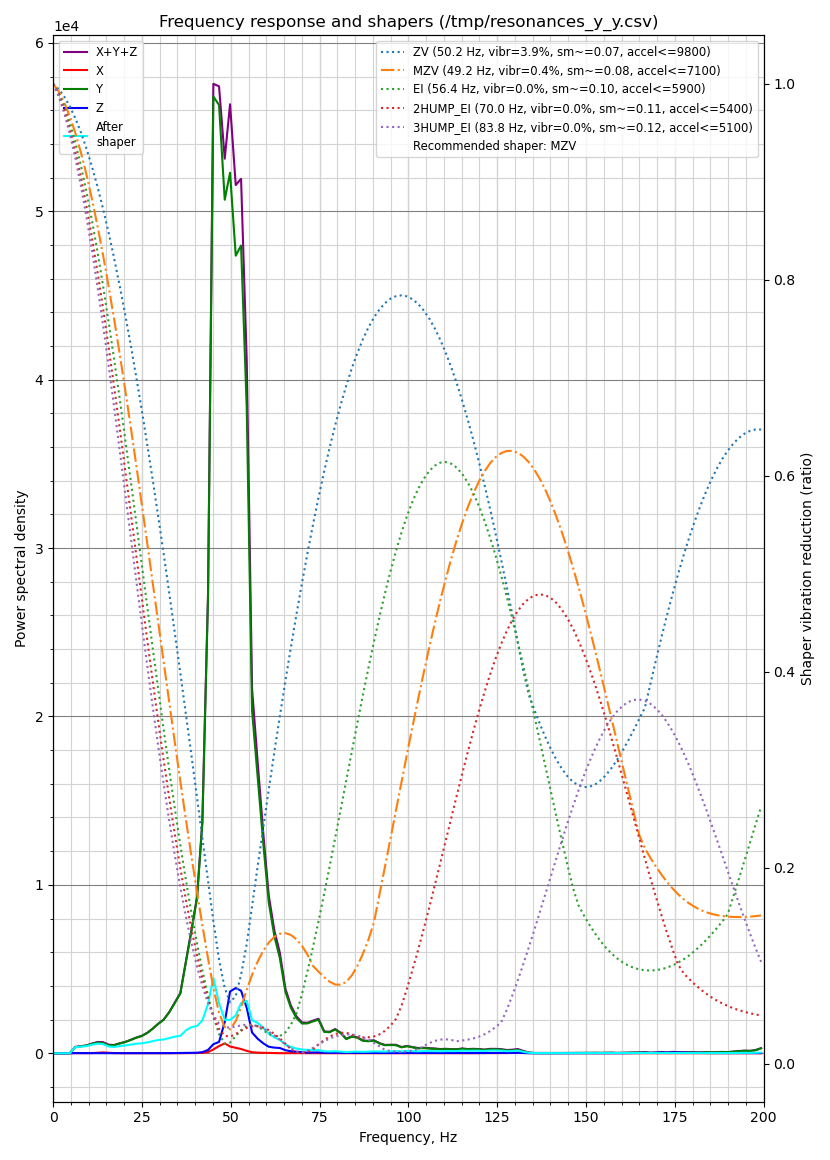 Frequency response and shapers (/tmp/resonances_y_y.csv)
1e4
X+Y+Z
X
Y
Z
After
shaper
ZV (50.2 Hz, vibr=3.9%, sm~=0.07, accel<=9800)
MZV (49.2 Hz, vibr=0.4%, sm~=0.08, accel<=7100)
EI (56.4 Hz, vibr=0.0%, sm~=0.10, accel<=5900)
2HUMP_EI (70.0 Hz, vibr=0.0%, sm~=0.11, accel<=5400)
3HUMP_EI (83.8 Hz, vibr=0.0%, sm~=0.12, accel<=5100)
Recommended shaper: MZV
6
5
4
3
2
1
0
Power spectral density
1.0
0.8
0.6
0.4
0.2
0.0
Shaper vibration reduction (ratio)
0 25 50 75 100 125 150 175 200
Frequency, Hz